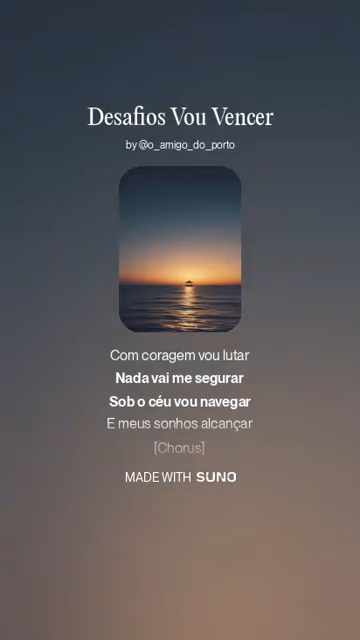 Desafios Vou Vencer
by @o_amigo_do_porto
Com coragem vou lutar
Nada vai me segurar
Sob o céu vou navegar
E meus sonhos alcançar
[Chorus]
MADE WITH SUNO